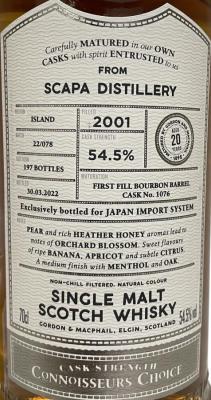 Carefully MATURED in our OWN
CASKS with spirit ENTRUSTED to us
FROM
SCAPA DISTILLERY
ISLAND
2001
22/078
CASK STRENGTH
54.5%
AGED
20
YEARS
197 BOTTLES
MATURATION
30.03.2022
FIRST FILL BOURBON BARREL
CASK No. 1076
Exclusively bottled for JAPAN IMPORT SYSTEM
PEAR and rich HEATHER HONEY aromas lead to
notes of ORCHARD BLOSSOM. Sweet flavours
of ripe BANANA, APRICOT and subtle CITRUS.
A medium finish with MENTHOL and OAK.
NON-CHILL FILTERED. NATURAL COLOUR
SINGLE MALT
70cl
SCOTCH WHISKY
54.5% vol
GORDON & MACPHAIL, ELGIN, SCOTLAND
CASK STRENGTH
CONNOISSEURS CHOICE